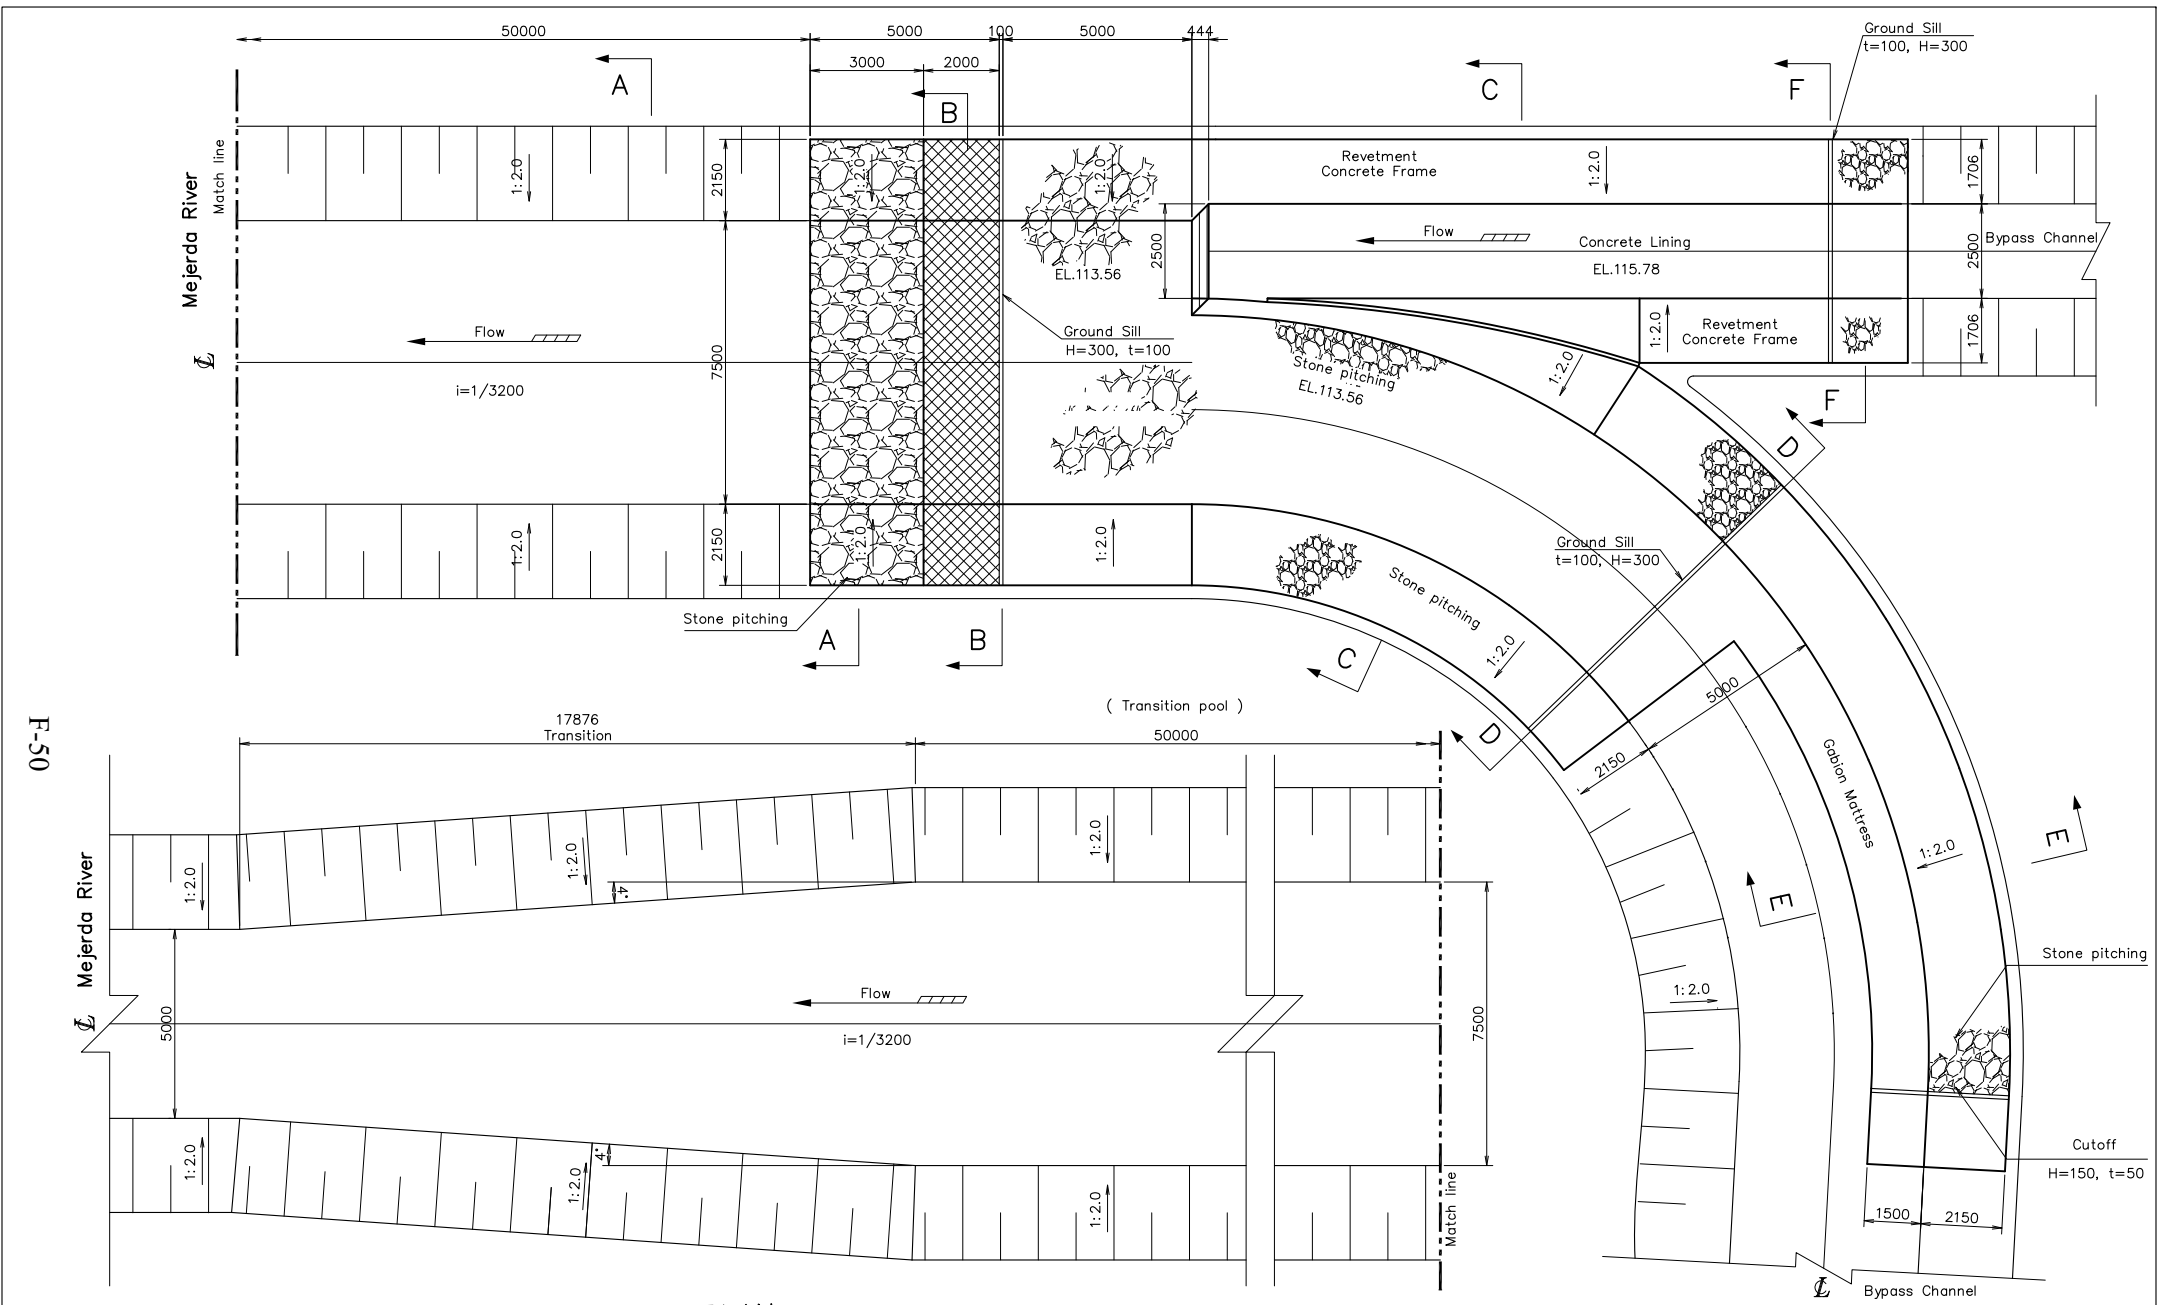 50000
5000
100
5000
444
3000
2000
A
B
C
F
Ground Sill
t=100, H=300
Match line
Mejerda River
1:2.0
2150
1:2.0
1:2.0
Revetment
Concrete Frame
1:2.0
1706
EL.113.56
2500
Flow
Concrete Lining
EL.115.78
2500
Bypass Channel
Flow
i=1/3200
7500
Ground Sill
H=300, t=100
Stone pitching
EL.113.56
1:2.0
1:2.0
Revetment
Concrete Frame
1706
F
D
1:2.0
2150
1:2.0
1:2.0
Stone pitching
1:2.0
Ground Sill
t=100, H=300
Stone pitching
A
B
C
D
5000
2150
Gabion Mattress
1:2.0
E
E
Stone pitching
1:2.0
Cutoff
H=150, t=50
1500
2150
Bypass Channel
F-50
( Transition pool )
17876
Transition
50000
1:2.0
1:2.0
4°
1:2.0
Mejerda River
5000
Flow
i=1/3200
7500
1:2.0
1:2.0
4°
1:2.0
Match line